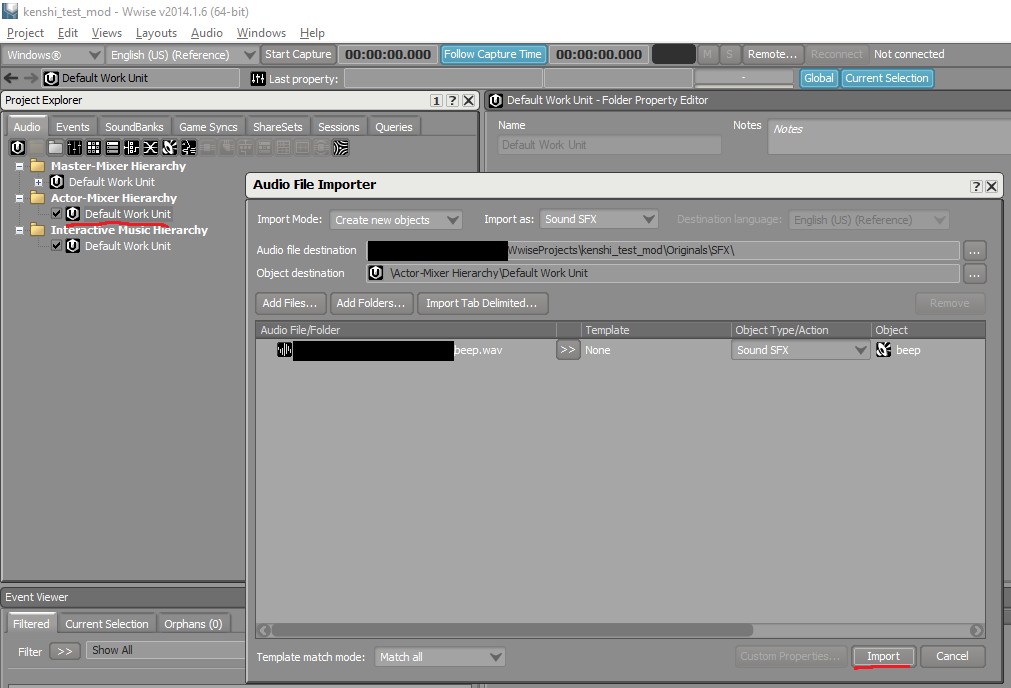 kenshi_test_mod - Wwise v2014.1.6 (64-bit)
Project Edit Views Layouts Audio Windows Help
Windows® English (US) (Reference) Start Capture 00:00:00.000 Follow Capture Time 00:00:00.000 M S Remote... Reconnect Not connected
Default Work Unit Last property: - Global Current Selection
Project Explorer 1 ? Default Work Unit - Folder Property Editor
Audio Events SoundBanks Game Syncs ShareSets Sessions Queries
Name Notes Notes
Default Work Unit
Master-Mixer Hierarchy
Default Work Unit
Actor-Mixer Hierarchy
Default Work Unit
Interactive Music Hierarchy
Default Work Unit
Audio File Importer ?
Import Mode: Create new objects Import as: Sound SFX Destination language: English (US) (Reference)
Audio file destination WwiseProjects\kenshi_test_mod\Originals\SFX\ ...
Object destination \Actor-Mixer Hierarchy\Default Work Unit ...
Add Files... Add Folders... Import Tab Delimited... Remove
Audio File/Folder Template Object Type/Action Object
beep.wav >> None Sound SFX beep
Event Viewer
Filtered Current Selection Orphans (0)
Filter >> Show All
Template match mode: Match all Custom Properties... Import Cancel